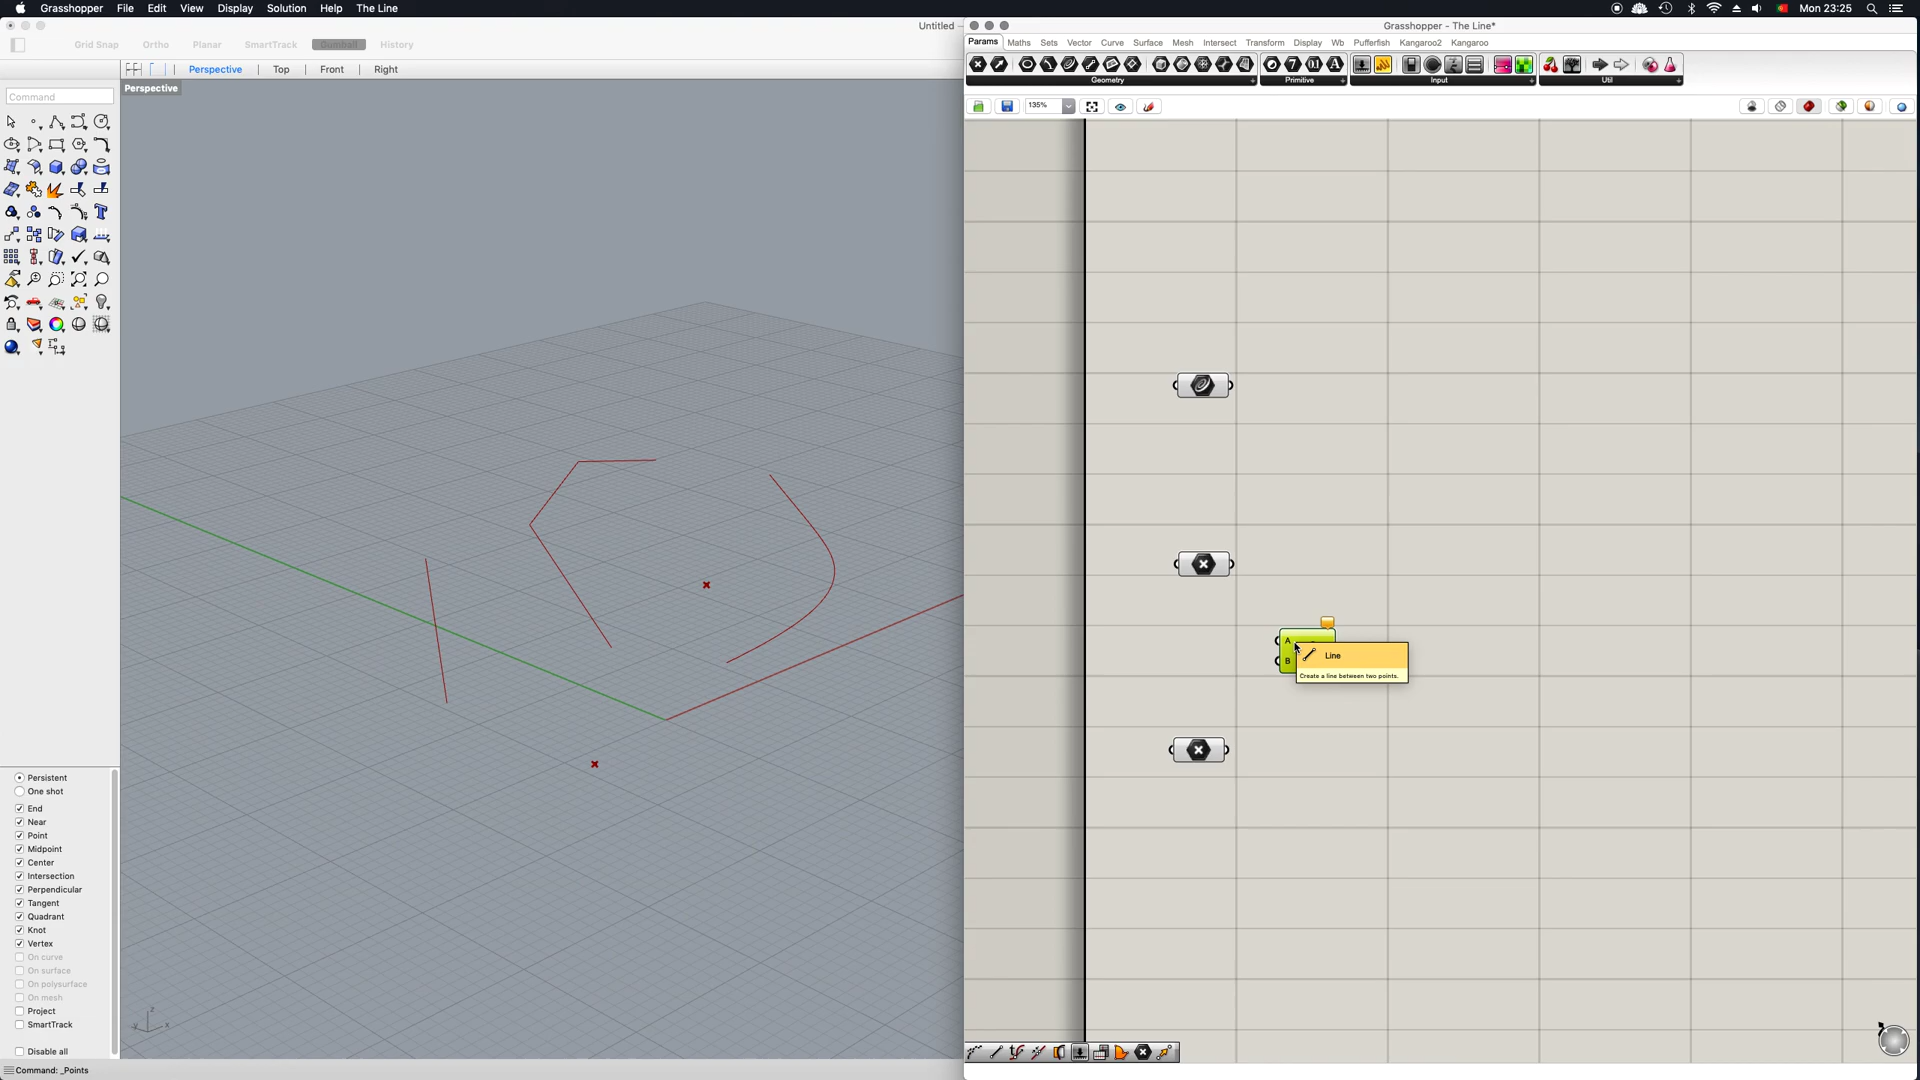 Grasshopper File Edit View Display Solution Help The Line
Mon 23:25
Untitled —
Grasshopper - The Line*
Grid Snap Ortho Planar SmartTrack Gumball History
Params Maths Sets Vector Curve Surface Mesh Intersect Transform Display Wb Pufferfish Kangaroo2 Kangaroo
Geometry Primitive Input Util
Perspective Top Front Right
Perspective
Command
135%
A
B
Line
Create a line between two points.
Persistent
One shot
End
Near
Point
Midpoint
Center
Intersection
Perpendicular
Tangent
Quadrant
Knot
Vertex
On curve
On surface
On polysurface
On mesh
Project
SmartTrack
Disable all
z
y
x
Command: _Points